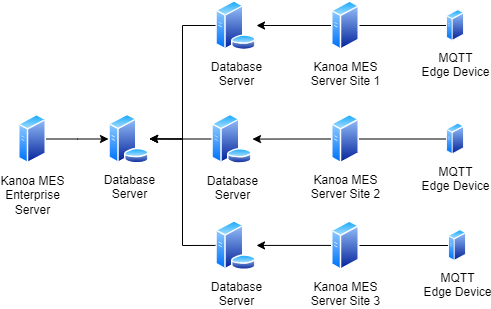 Database
Server
Kanoa MES
Server Site 1
MQTT
Edge Device
Kanoa MES
Enterprise
Server
Database
Server
Database
Server
Kanoa MES
Server Site 2
MQTT
Edge Device
Database
Server
Kanoa MES
Server Site 3
MQTT
Edge Device